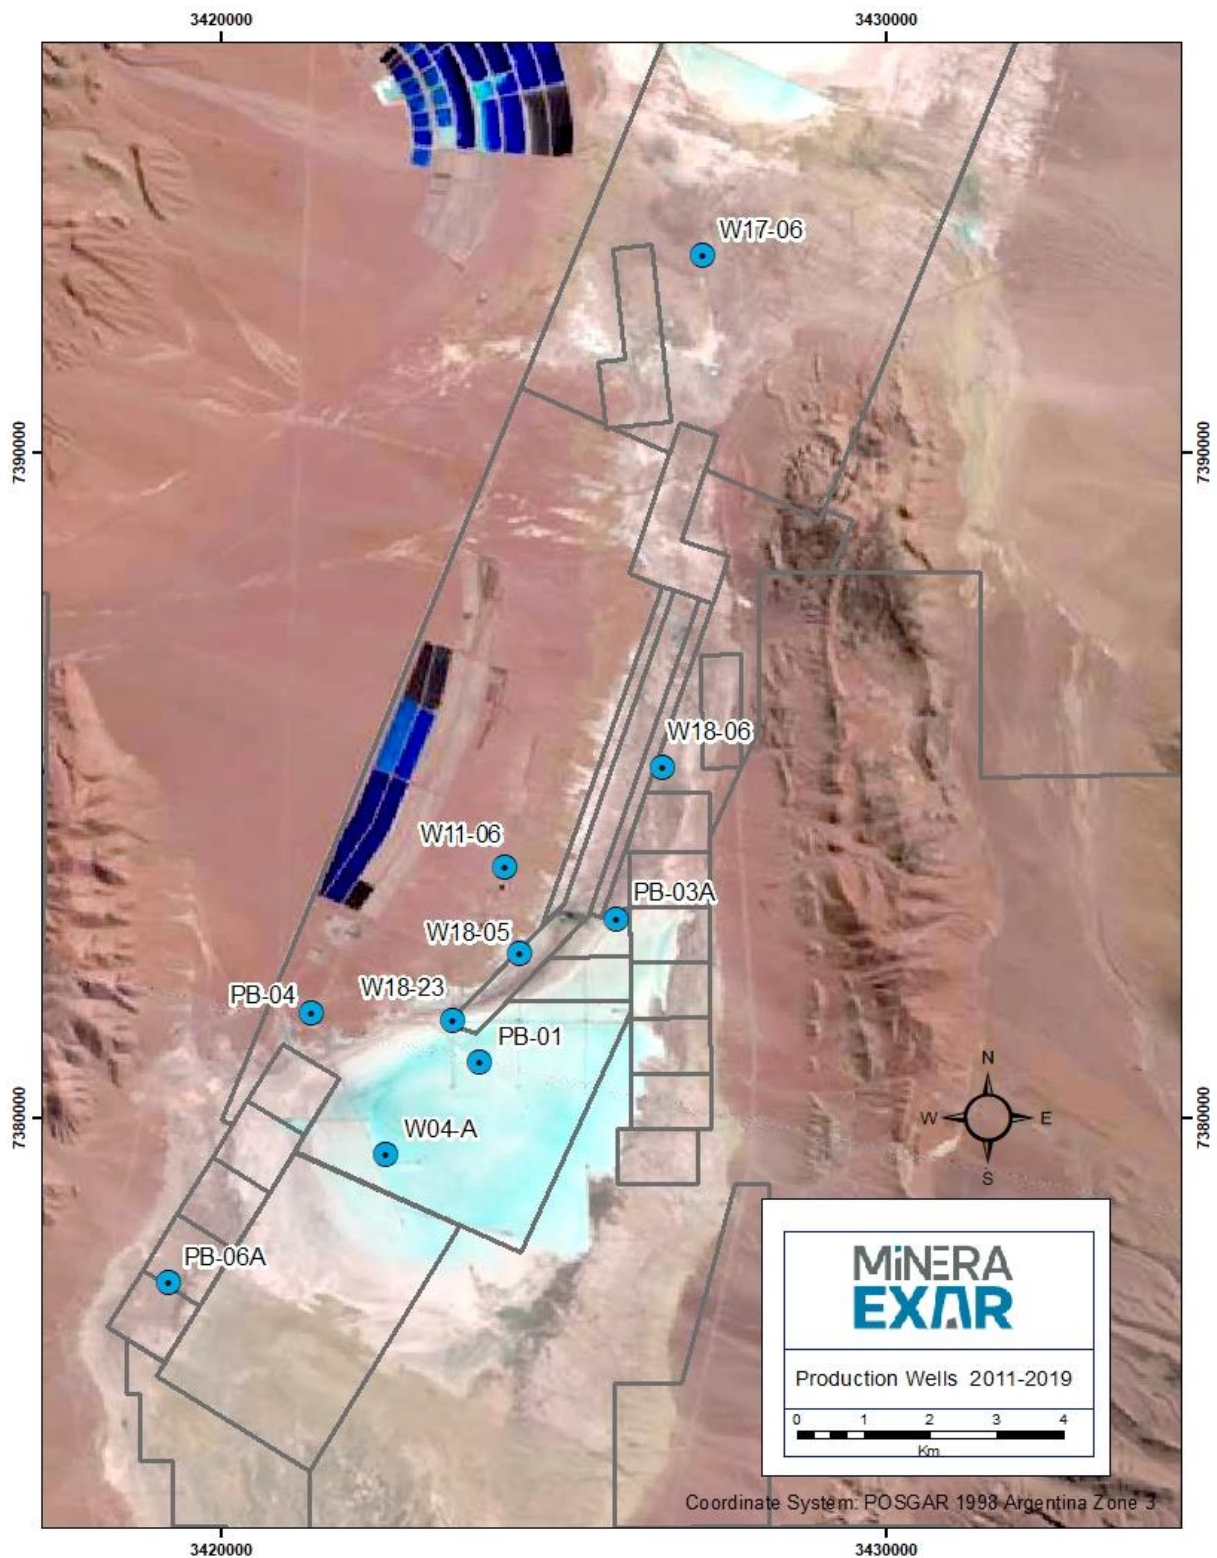 3420000
3430000
W17-06
7390000
7390000
W18-06
W11-06
PB-03A
W18-05
W18-23
PB-04
PB-01
N
W
E
S
7380000
7380000
W04-A
PB-06A
MiNERA
EXAR
Production Wells 2011-2019
0 1 2 3 4
Km
Coordinate System: POSGAR 1998 Argentina Zone 3
3420000
3430000